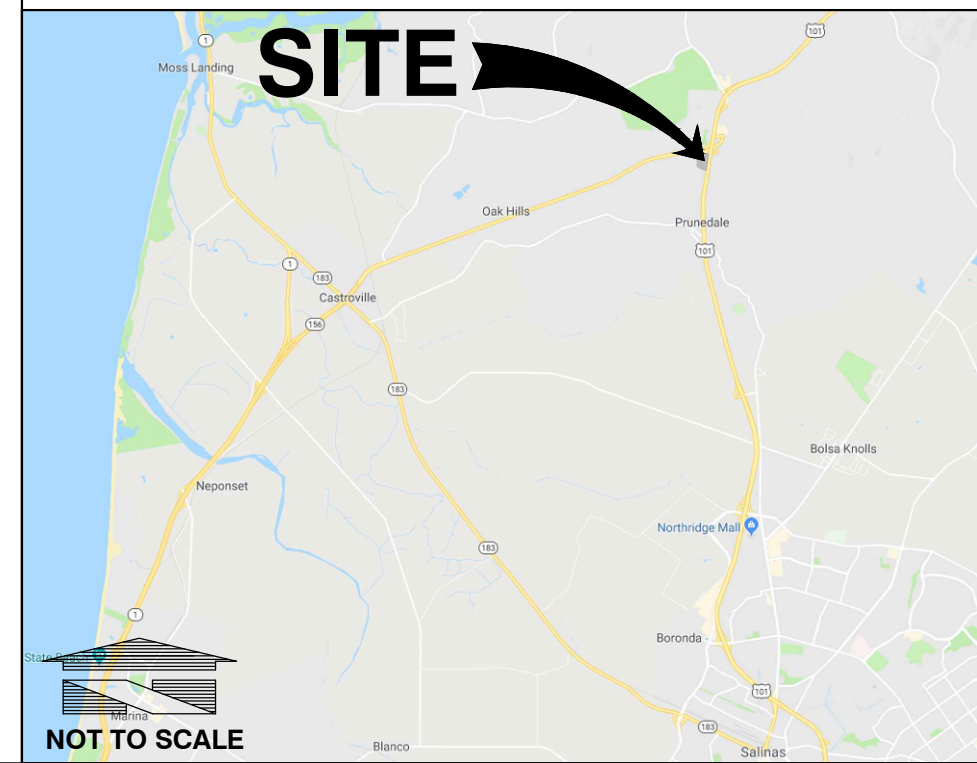 101
1
SITE
Moss Landing
Oak Hills
Prunedale
101
1
183
Castroville
156
183
Bolsa Knolls
Neponset
Northridge Mall
183
1
Boronda
State Beach
101
Marina
183
NOT TO SCALE
Blanco
Salinas